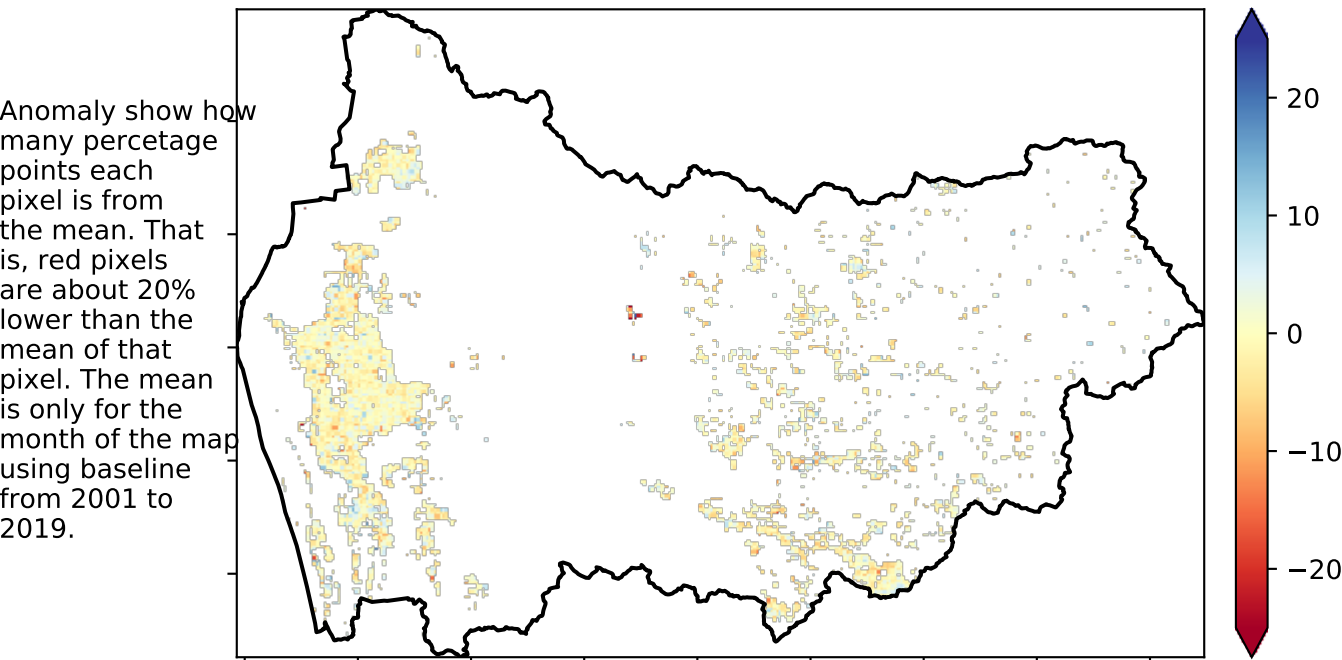 Anomaly show how
many percetage
points each
pixel is from
the mean. That
is, red pixels
are about 20%
lower than the
mean of that
pixel. The mean
is only for the
month of the map
using baseline
from 2001 to
2019.
20
10
0
−10
−20